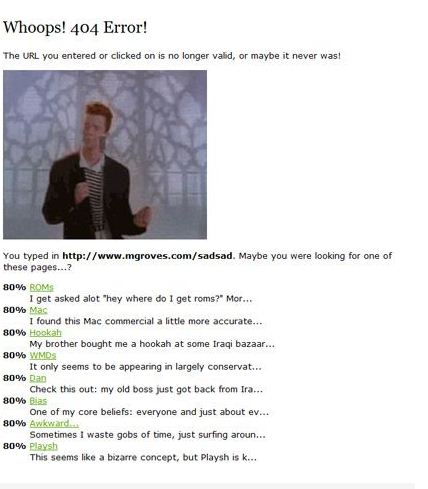 Whoops! 404 Error!
The URL you entered or clicked on is no longer valid, or maybe it never was!
You typed in http://www.mgroves.com/sadsad. Maybe you were looking for one of
these pages...?
80% ROMs
I get asked alot "hey where do I get roms?" Mor...
80% Mac
I found this Mac commercial a little more accurate...
80% Hookah
My brother bought me a hookah at some Iraqi bazaar...
80% WMDs
It only seems to be appearing in largely conservat...
80% Dan
Check this out: my old boss just got back from Ira...
80% Bias
One of my core beliefs: everyone and just about ev...
80% Awkward...
Sometimes I waste gobs of time, just surfing aroun...
80% Playsh
This seems like a bizarre concept, but Playsh is k...